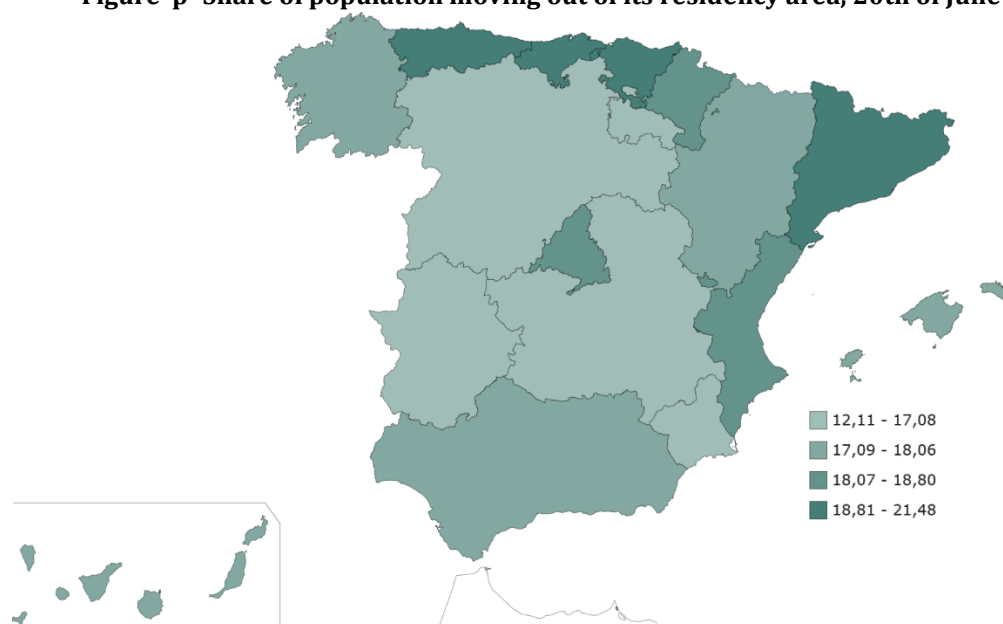 Figure p Share of population moving out of its residency area, 20th of June
12,11 - 17,08
17,09 - 18,06
18,07 - 18,80
18,81 - 21,48